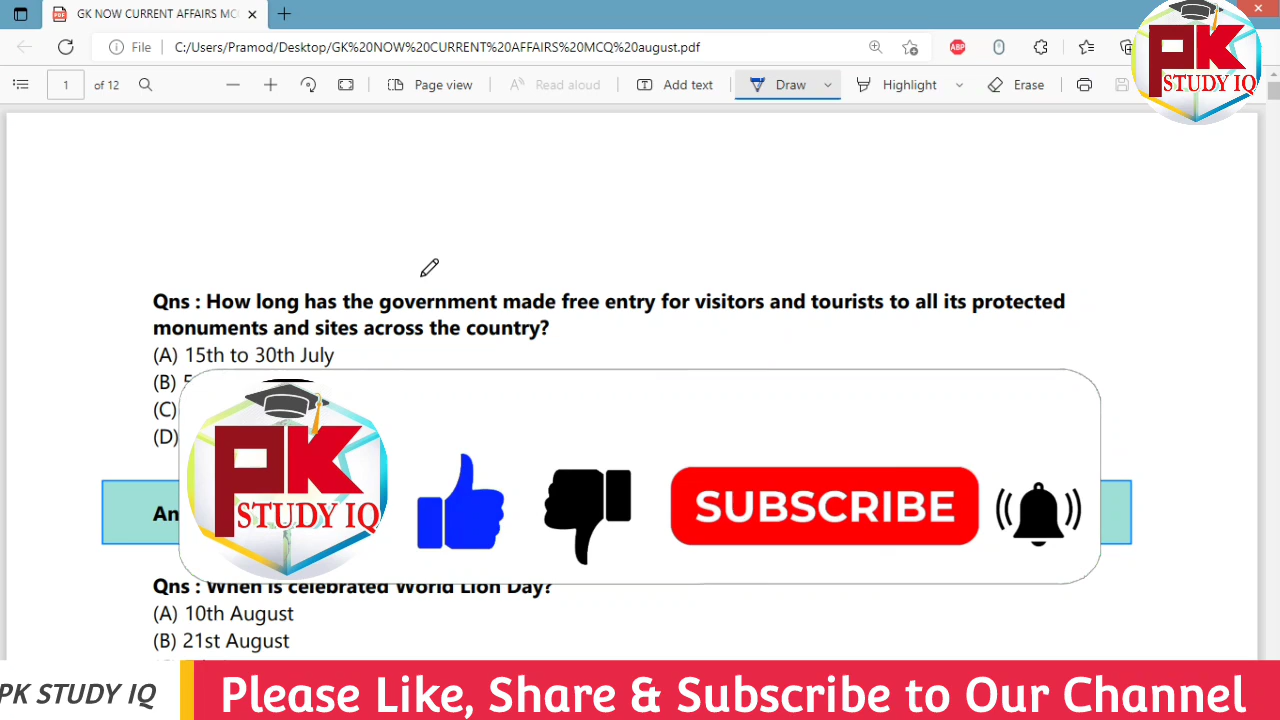 GK NOW CURRENT AFFAIRS MC
File C:/Users/Pramod/Desktop/GK%20NOW%20CURRENT%20AFFAIRS%20MCQ%20august.pdf ABP
1 of 12 Page view Read aloud Add text Draw Highlight Erase
PK
STUDY IQ
Qns : How long has the government made free entry for visitors and tourists to all its protected
monuments and sites across the country?
(A) 15th to 30th July
(B)
(C)
(D)
PK
STUDY IQ
SUBSCRIBE
An
Qns : When is celebrated World Lion Day?
(A) 10th August
(B) 21st August
PK STUDY IQ
Please Like, Share & Subscribe to Our Channel